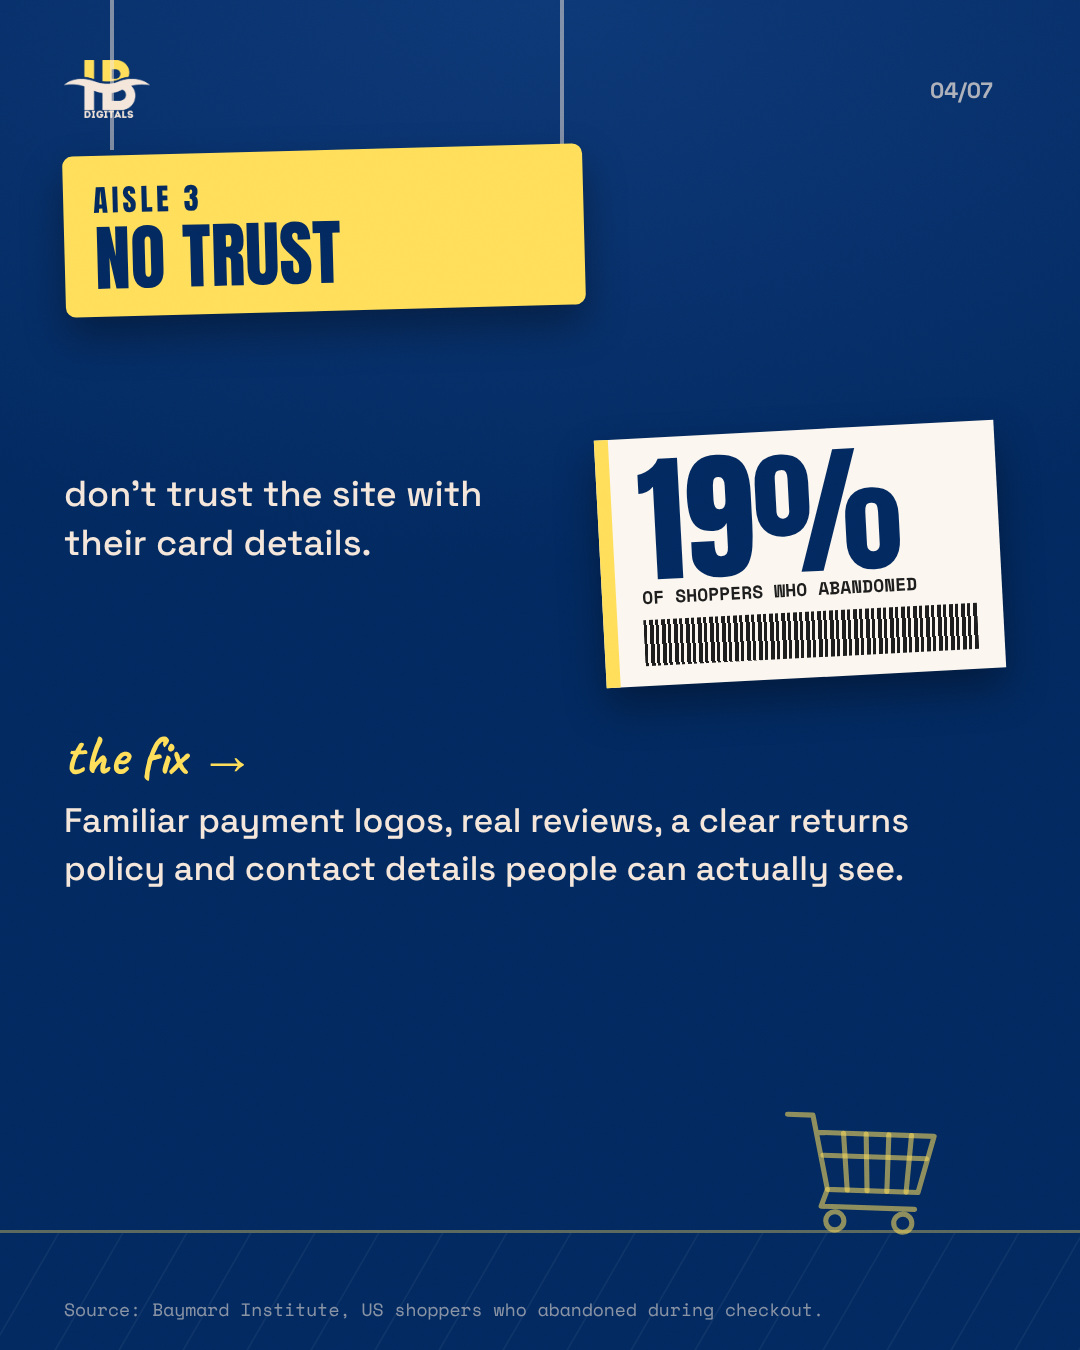 HB
DIGITALS
04/07
AISLE 3
NO TRUST
don't trust the site with
their card details.
19%
OF SHOPPERS WHO ABANDONED
the fix →
Familiar payment logos, real reviews, a clear returns
policy and contact details people can actually see.
Source: Baymard Institute, US shoppers who abandoned during checkout.